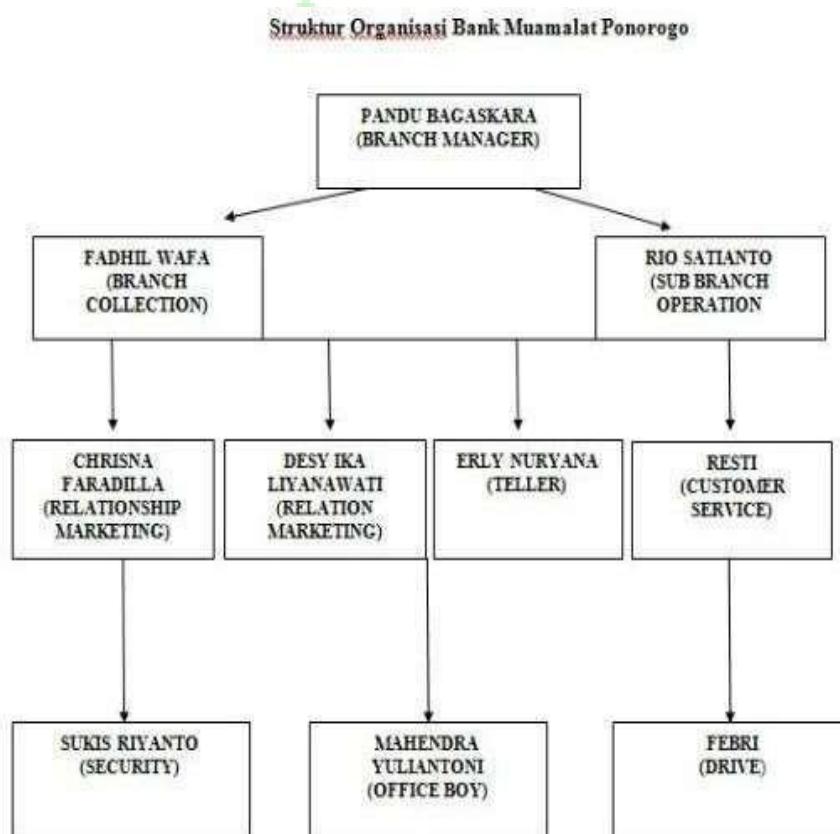 Struktur Organisasi Bank Muamalat Ponorogo
PANDU BAGASKARA
(BRANCH MANAGER)
FADHIL WAFA
(BRANCH
COLLECTION)
RIO SATIANTO
(SUB BRANCH
OPERATION
CHRISNA
FARADILLA
(RELATIONSHIP
MARKETING)
DESY IKA
LIYANAWATI
(RELATION
MARKETING)
ERLY NURYANA
(TELLER)
RESTI
(CUSTOMER
SERVICE)
SUKIS RIYANTO
(SECURITY)
MAHENDRA
YULIANTONI
(OFFICE BOY)
FEBRI
(DRIVE)